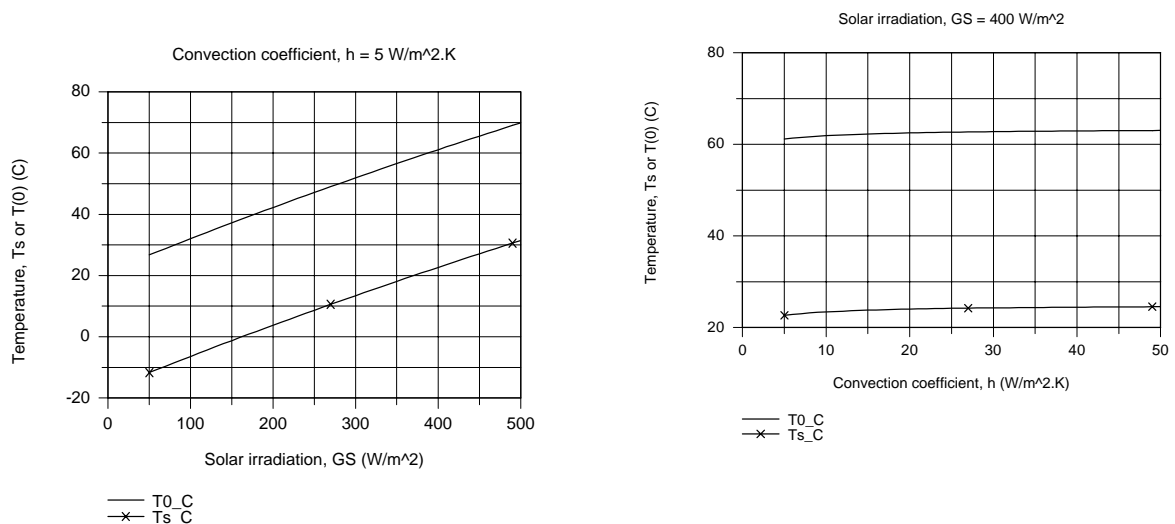 Convection coefficient, h = 5 W/m^2.K
Temperature, Ts or T(0) (C)
80
60
40
20
0
-20
0 100 200 300 400 500
Solar irradiation, GS (W/m^2)
T0_C
Ts_C
Solar irradiation, GS = 400 W/m^2
Temperature, Ts or T(0) (C)
80
60
40
20
0 10 20 30 40 50
Convection coefficient, h (W/m^2.K)
T0_C
Ts_C